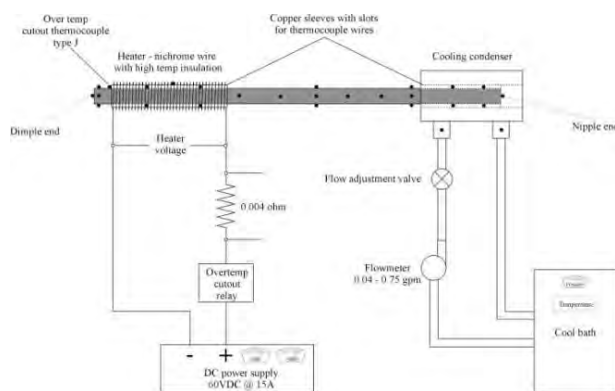 Over temp
cutout thermocouple
type J
Heater - nichrome wire
with high temp insulation
Copper sleeves with slots
for thermocouple wires
Cooling condenser
Dimple end
Nipple end
Heater
voltage
Flow adjustment valve
0.004 ohm
Overtemp
cutout
relay
Flowmeter
0.04 - 0.75 gpm
Temperature
Cool bath
- +
DC power supply
60VDC @ 15A